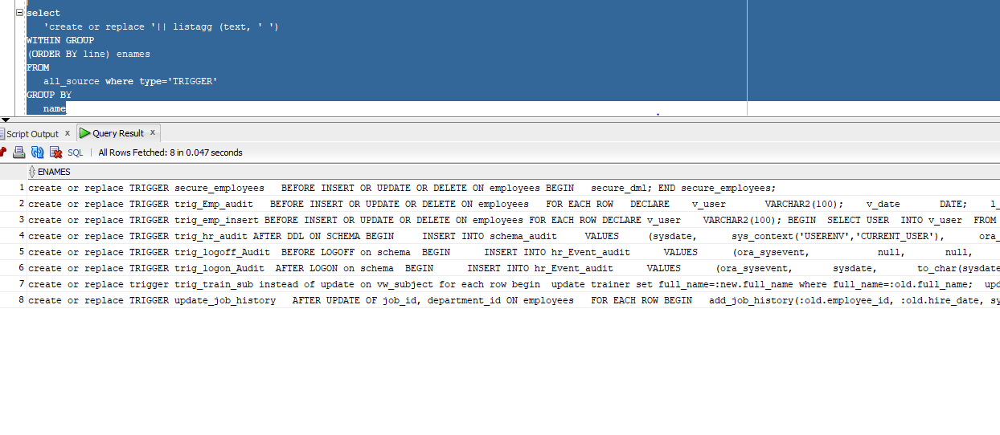 select
'create or replace '|| listagg (text, ' ')
WITHIN GROUP
(ORDER BY line) enames
FROM
all_source where type='TRIGGER'
GROUP BY
name
Script Output x Query Result x
SQL | All Rows Fetched: 8 in 0.047 seconds
ENAMES
1 create or replace TRIGGER secure_employees BEFORE INSERT OR UPDATE OR DELETE ON employees BEGIN secure_dml; END secure_employees;
2 create or replace TRIGGER trig_Emp_audit BEFORE INSERT OR UPDATE OR DELETE ON employees FOR EACH ROW DECLARE v_user VARCHAR2(100); v_date DATE; l_
3 create or replace TRIGGER trig_emp_insert BEFORE INSERT OR UPDATE OR DELETE ON employees FOR EACH ROW DECLARE v_user VARCHAR2(100); BEGIN SELECT USER INTO v_user FROM
4 create or replace TRIGGER trig_hr_audit AFTER DDL ON SCHEMA BEGIN INSERT INTO schema_audit VALUES (sysdate, sys_context('USERENV','CURRENT_USER'), ora_
5 create or replace TRIGGER trig_logoff_Audit BEFORE LOGOFF on schema BEGIN INSERT INTO hr_Event_audit VALUES (ora_sysevent, null, null,
6 create or replace TRIGGER trig_logon_Audit AFTER LOGON on schema BEGIN INSERT INTO hr_Event_audit VALUES (ora_sysevent, sysdate, to_char(sysdate
7 create or replace trigger trig_train_sub instead of update on vw_subject for each row begin update trainer set full_name=:new.full_name where full_name=:old.full_name; upd
8 create or replace TRIGGER update_job_history AFTER UPDATE OF job_id, department_id ON employees FOR EACH ROW BEGIN add_job_history(:old.employee_id, :old.hire_date, sy